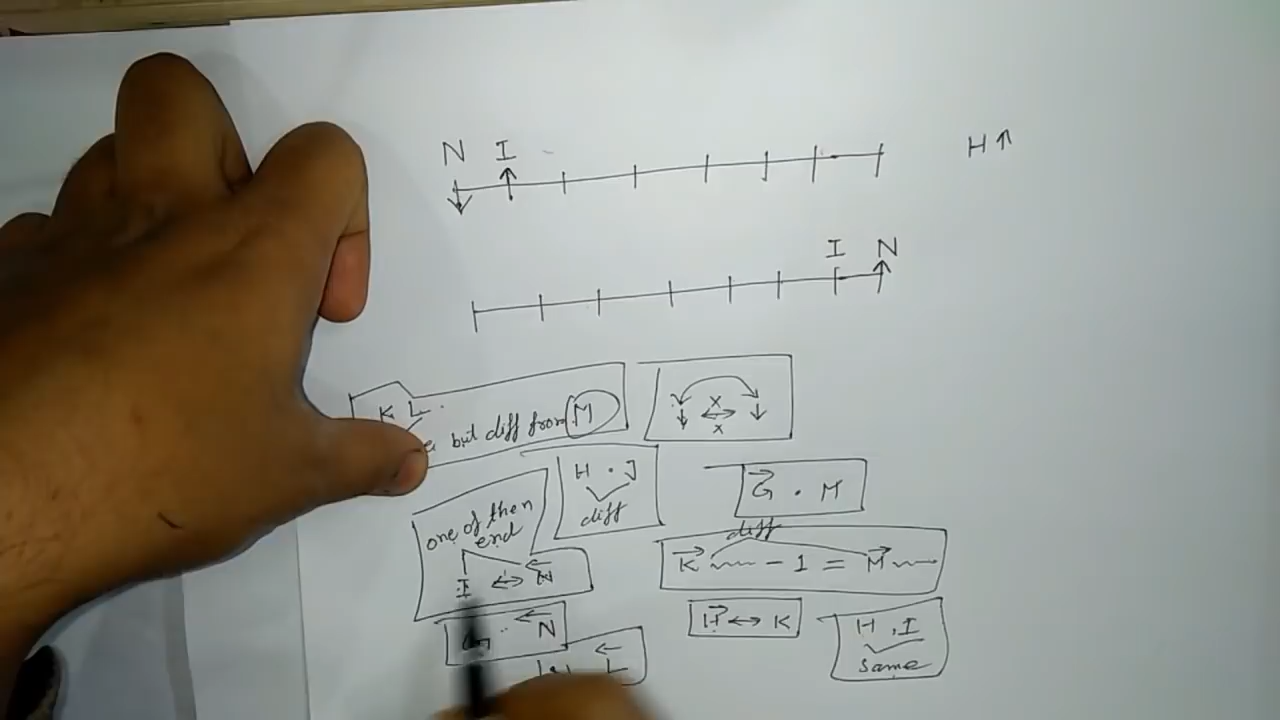 N I H↑
I N
K L
but diff from M
↓ x ↔ x ↓
H · J
diff
one of them
end
I ↔ N
N
L
G · M
diff
K - 1 = M
↔ K
H , I
same